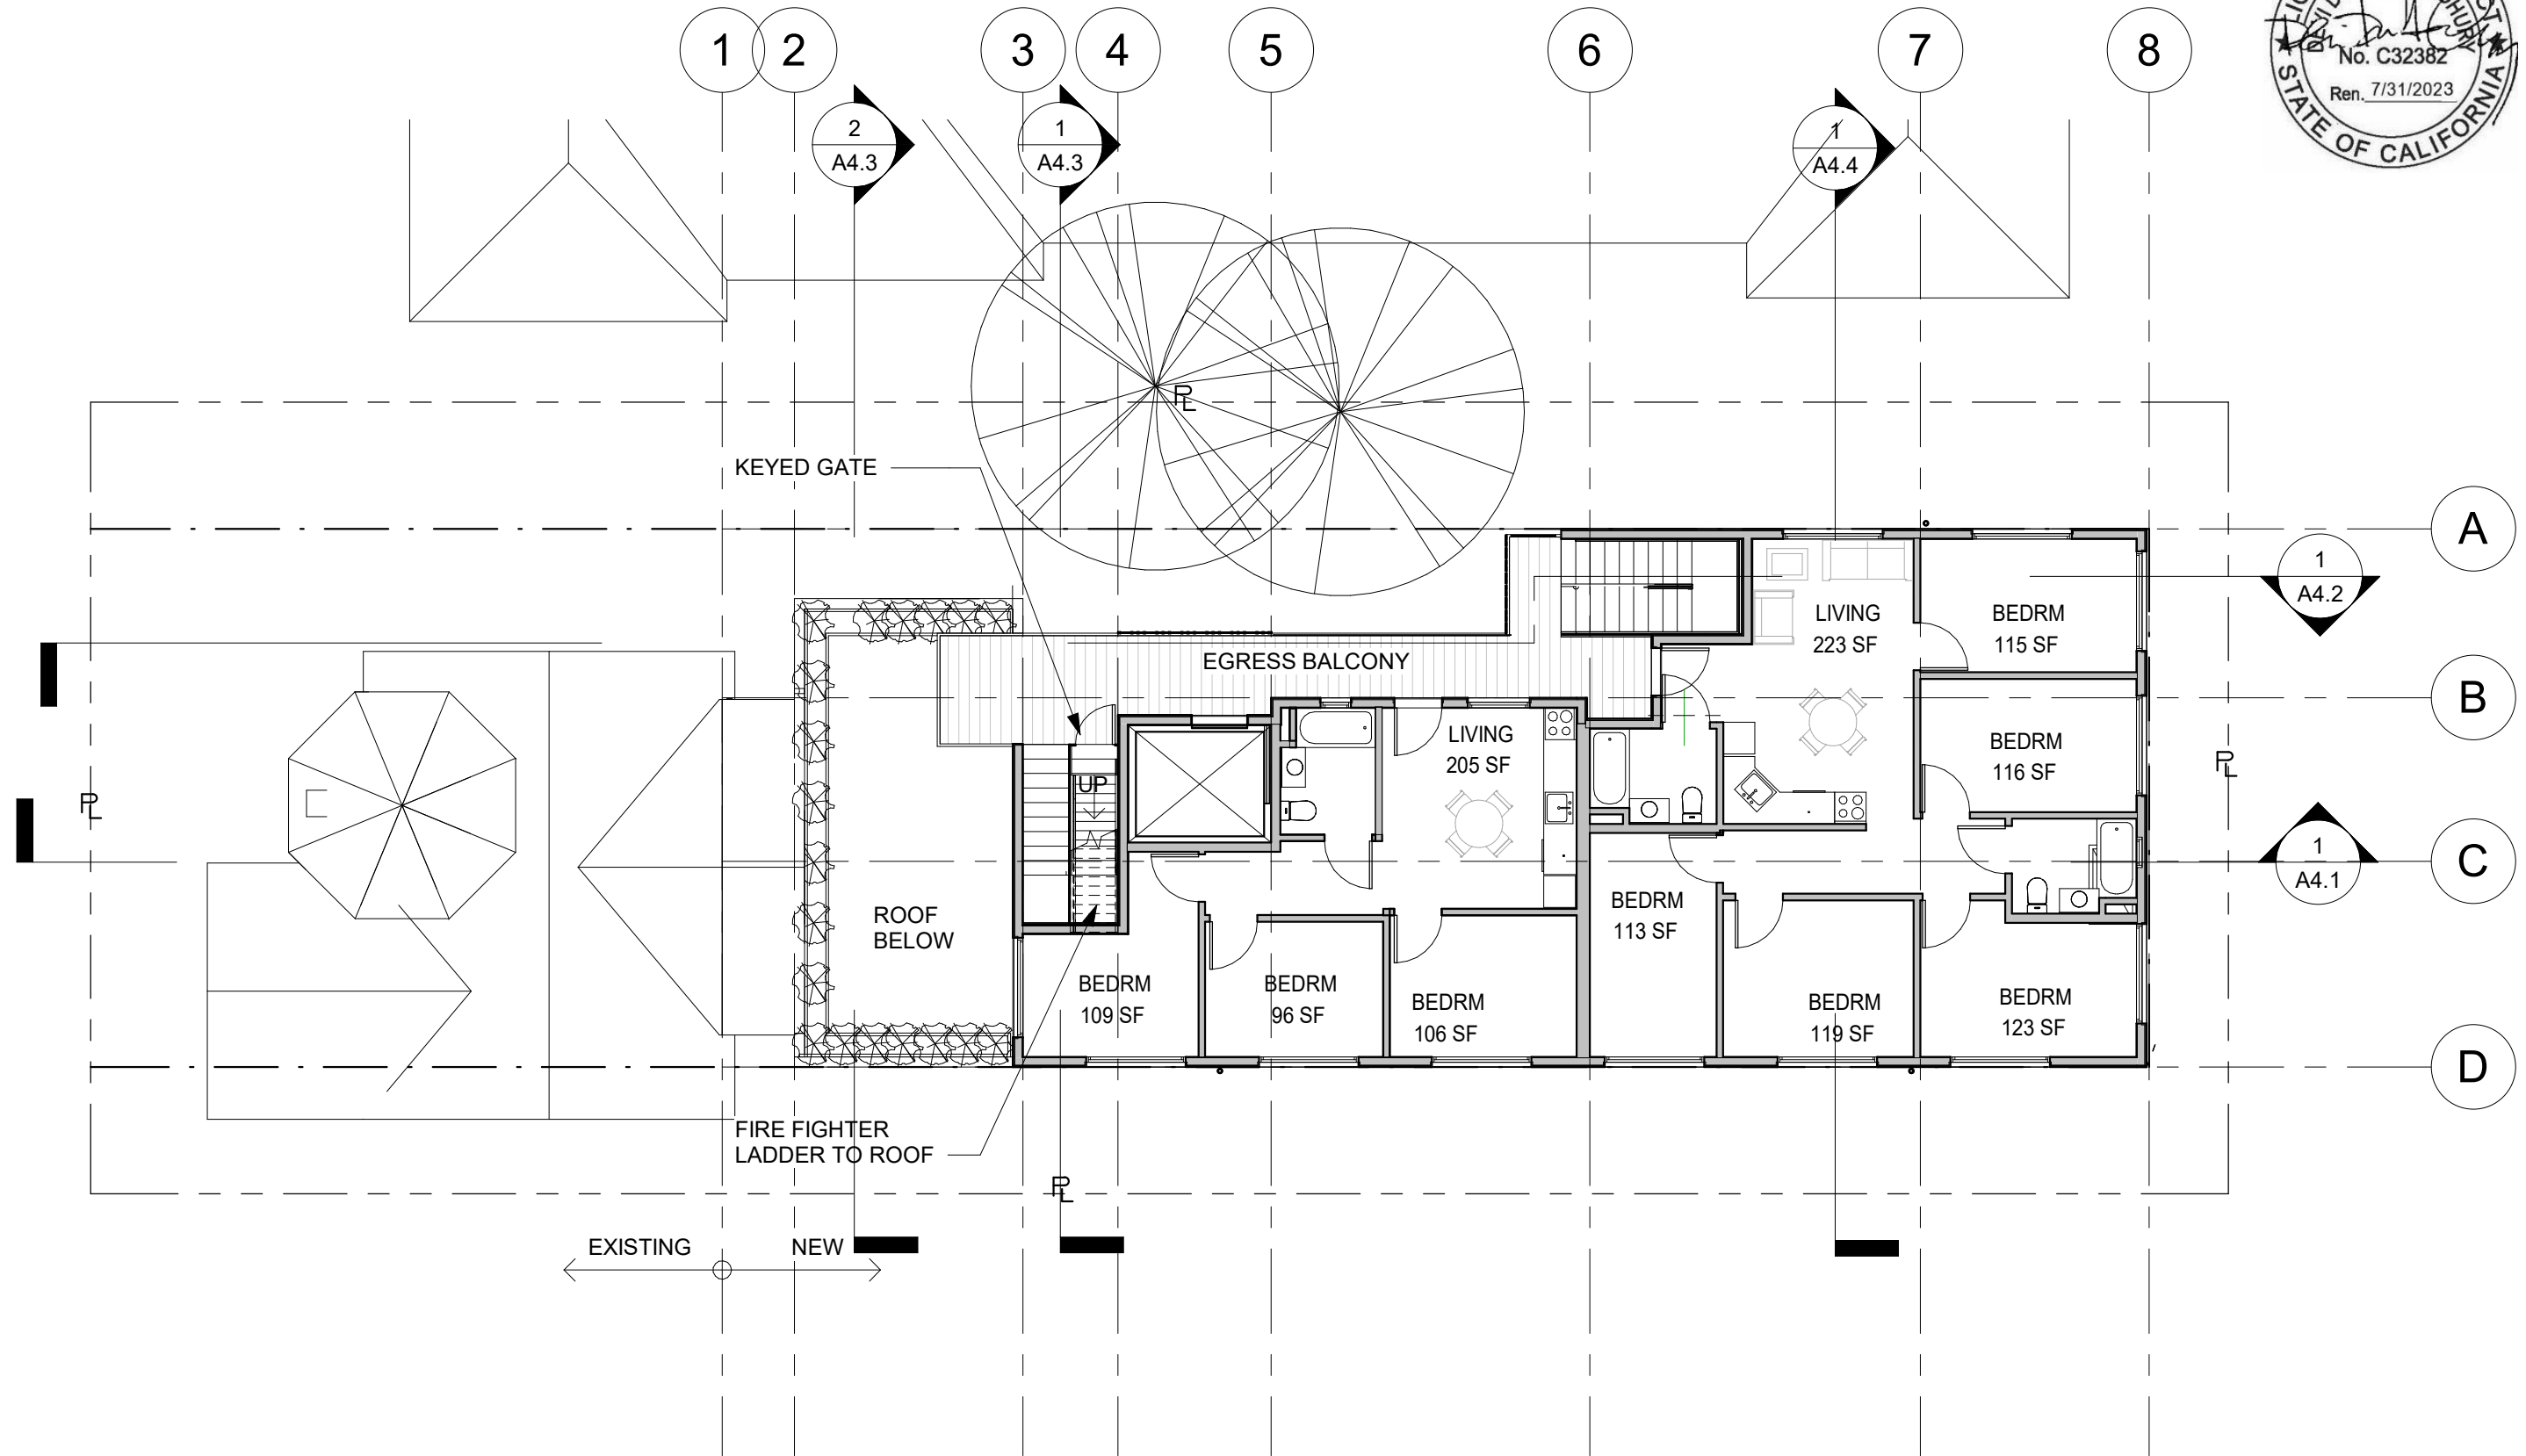 1
2
3
4
5
6
7
8
No. C32382
Ren. 7/31/2023
STATE OF CALIFORNIA
2
A4.3
1
A4.3
1
A4.4
PL
KEYED GATE
A
1
A4.2
LIVING
223 SF
BEDRM
115 SF
EGRESS BALCONY
B
LIVING
205 SF
BEDRM
116 SF
PL
PL
UP
C
1
A4.1
ROOF
BELOW
BEDRM
113 SF
BEDRM
109 SF
BEDRM
96 SF
BEDRM
106 SF
BEDRM
119 SF
BEDRM
123 SF
D
FIRE FIGHTER
LADDER TO ROOF
PL
EXISTING
NEW